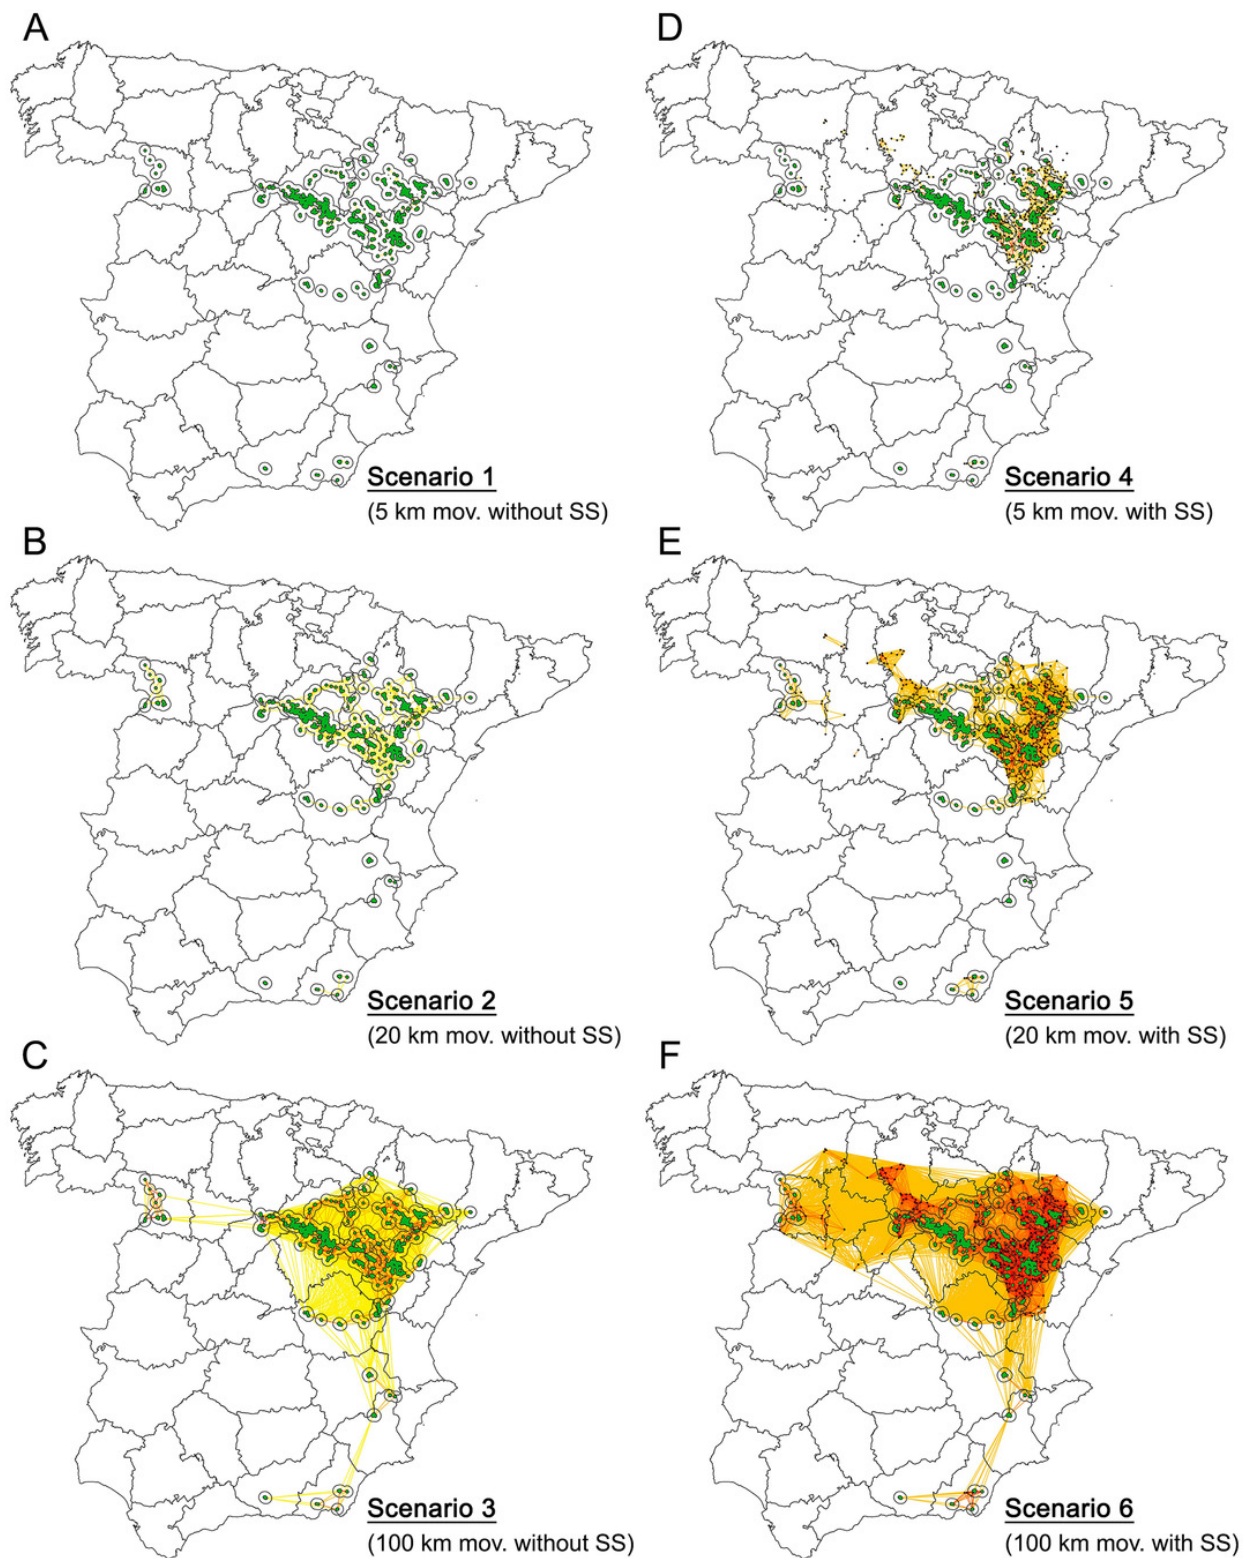 A
Scenario 1
(5 km mov. without SS)
D
Scenario 4
(5 km mov. with SS)
B
Scenario 2
(20 km mov. without SS)
E
Scenario 5
(20 km mov. with SS)
C
Scenario 3
(100 km mov. without SS)
F
Scenario 6
(100 km mov. with SS)